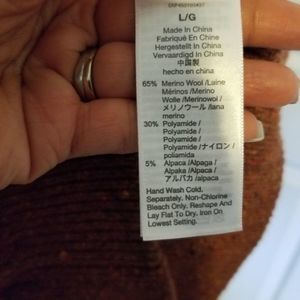 L/G
Made In China
Fabriqué En Chine
Hergestellt In China
Vervaardigd In China
中国製
hecho en china
65% Merino Wool /Laine
Mérinos /Merino
Wolle /Merinowol /
メリノウール /lana
merino
30% Polyamide /
Polyamide /
Polyamide /
Polyamide /ナイロン /
poliamida
5% Alpaca /Alpaga /
Alpaka /Alpaca /
アルパカ /alpaca
Hand Wash Cold,
Separately. Non-Chlorine
Bleach Only. Reshape And
Lay Flat To Dry. Iron On
Lowest Setting.